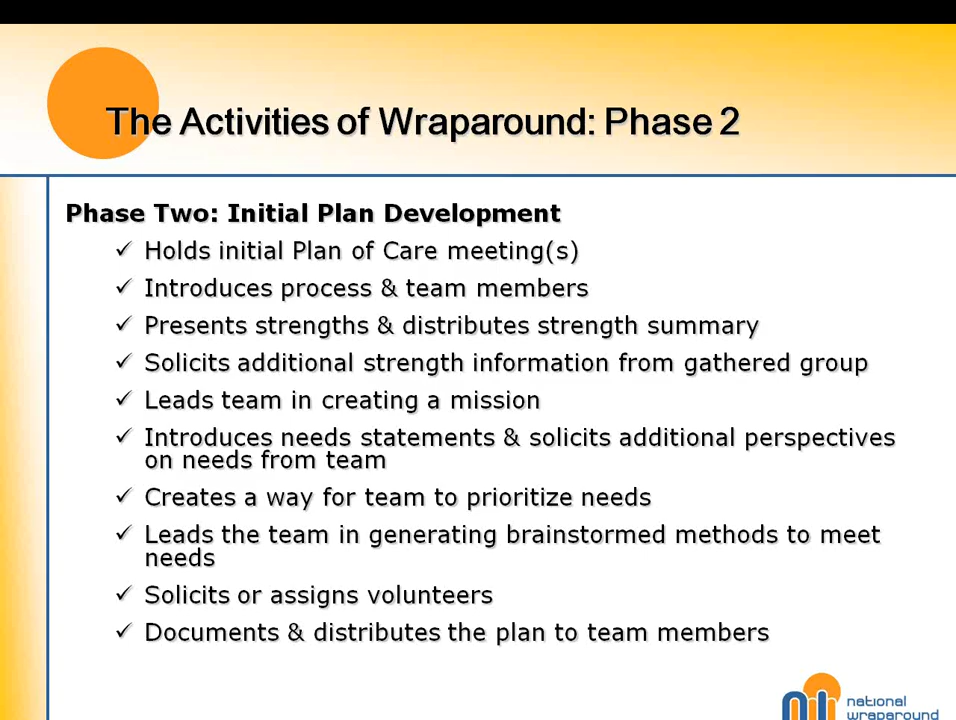 The Activities of Wraparound: Phase 2
Phase Two: Initial Plan Development
✓ Holds initial Plan of Care meeting(s)
✓ Introduces process & team members
✓ Presents strengths & distributes strength summary
✓ Solicits additional strength information from gathered group
✓ Leads team in creating a mission
✓ Introduces needs statements & solicits additional perspectives
on needs from team
✓ Creates a way for team to prioritize needs
✓ Leads the team in generating brainstormed methods to meet
needs
✓ Solicits or assigns volunteers
✓ Documents & distributes the plan to team members
national
wraparound